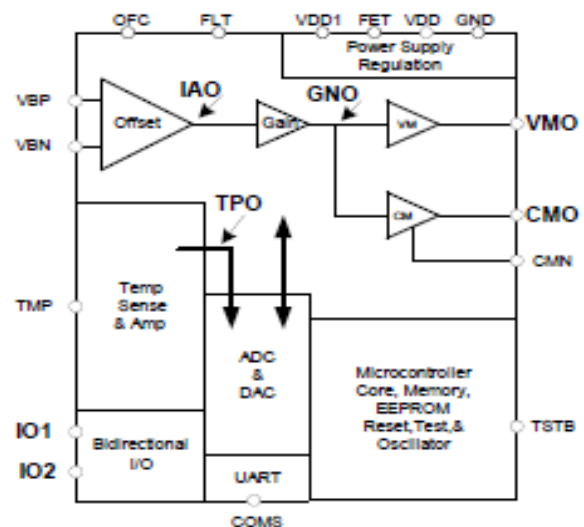 OFC FLT VDD1 FET VDD GND
Power Supply
Regulation
IAO
GNO
VBP
Offset
Gain
VM
VMO
VBN
TPO
CM
CMO
CMN
Temp
Sense
& Amp
TMP
ADC
&
DAC
Microcontroller
Core, Memory,
EEPROM
Reset,Test,&
Oscillator
TSTB
IO1
Bidirectional
I/O
IO2
UART
COMS